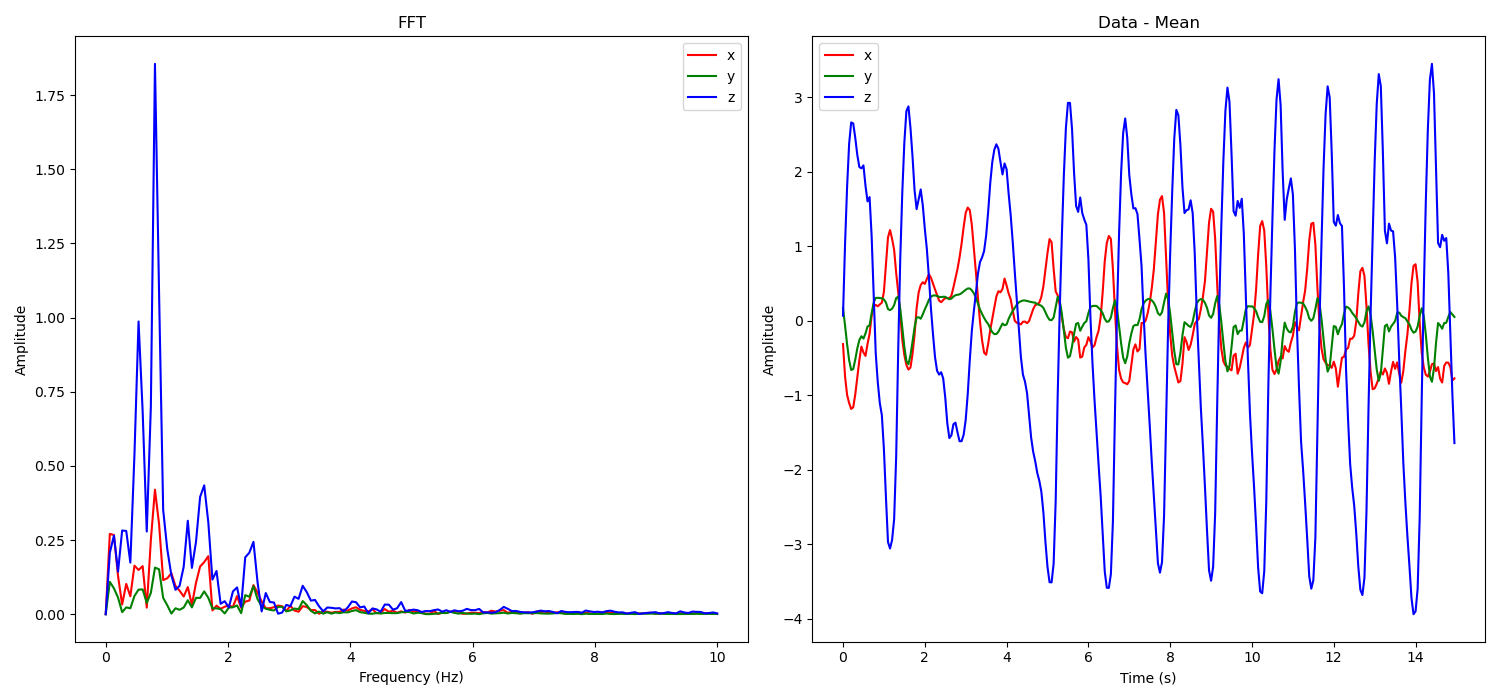 FFT
Amplitude
1.75
1.50
1.25
1.00
0.75
0.50
0.25
0.00
0 2 4 6 8 10
Frequency (Hz)
x
y
z
Data - Mean
Amplitude
3
2
1
0
−1
−2
−3
−4
0 2 4 6 8 10 12 14
Time (s)
x
y
z